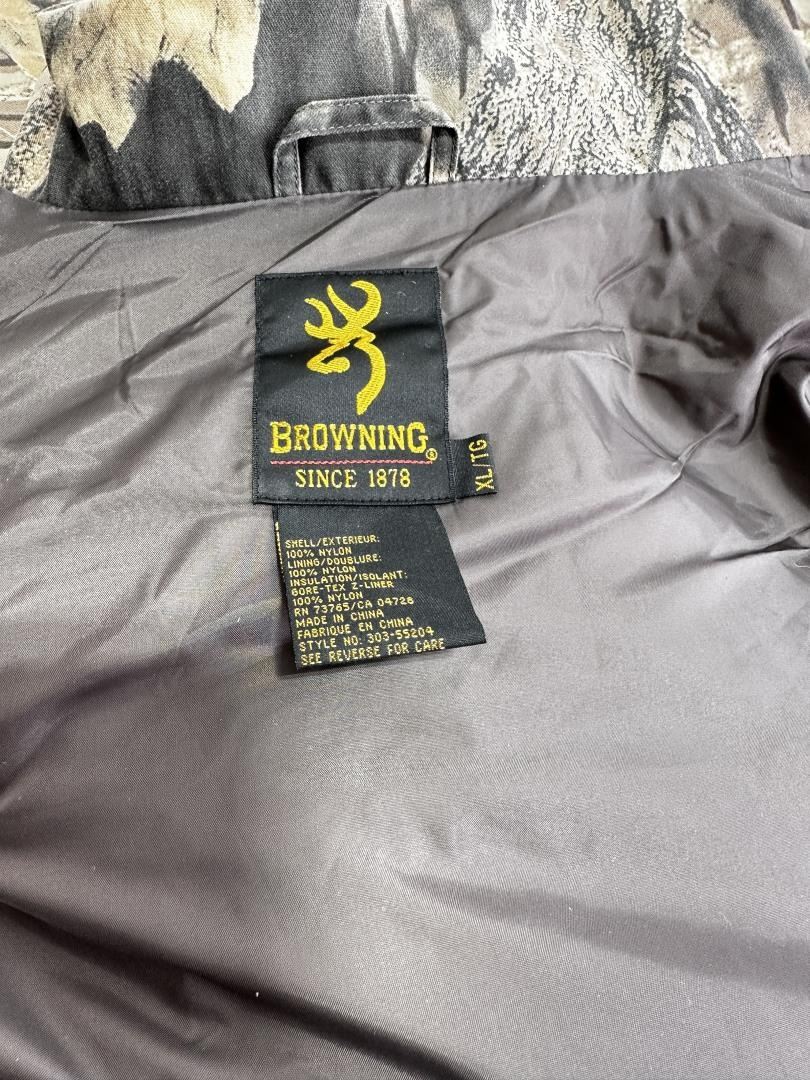 BROWNING®
SINCE 1878
XL/TG
SHELL/EXTERIEUR:
100% NYLON
LINING/DOUBLURE:
100% NYLON
INSULATION/ISOLANT:
GORE-TEX Z-LINER
100% NYLON
RN 73765/CA 04728
MADE IN CHINA
FABRIQUE EN CHINA
STYLE NO: 303-55204
SEE REVERSE FOR CARE